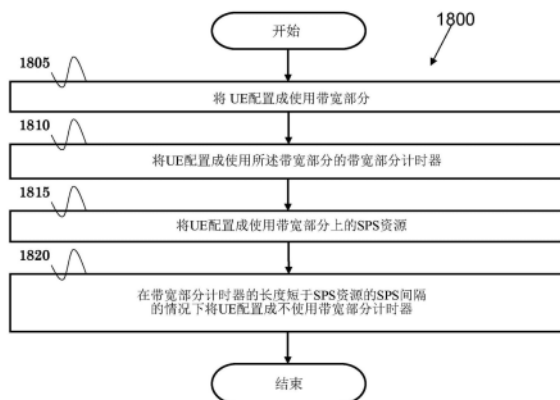 1800
开始
1805
将 UE配置成使用带宽部分
1810
将UE配置成使用所述带宽部分的带宽部分计时器
1815
将UE配置成使用带宽部分上的SPS资源
1820
在带宽部分计时器的长度短于SPS资源的SPS间隔
的情况下将UE配置成不使用带宽部分计时器
结束